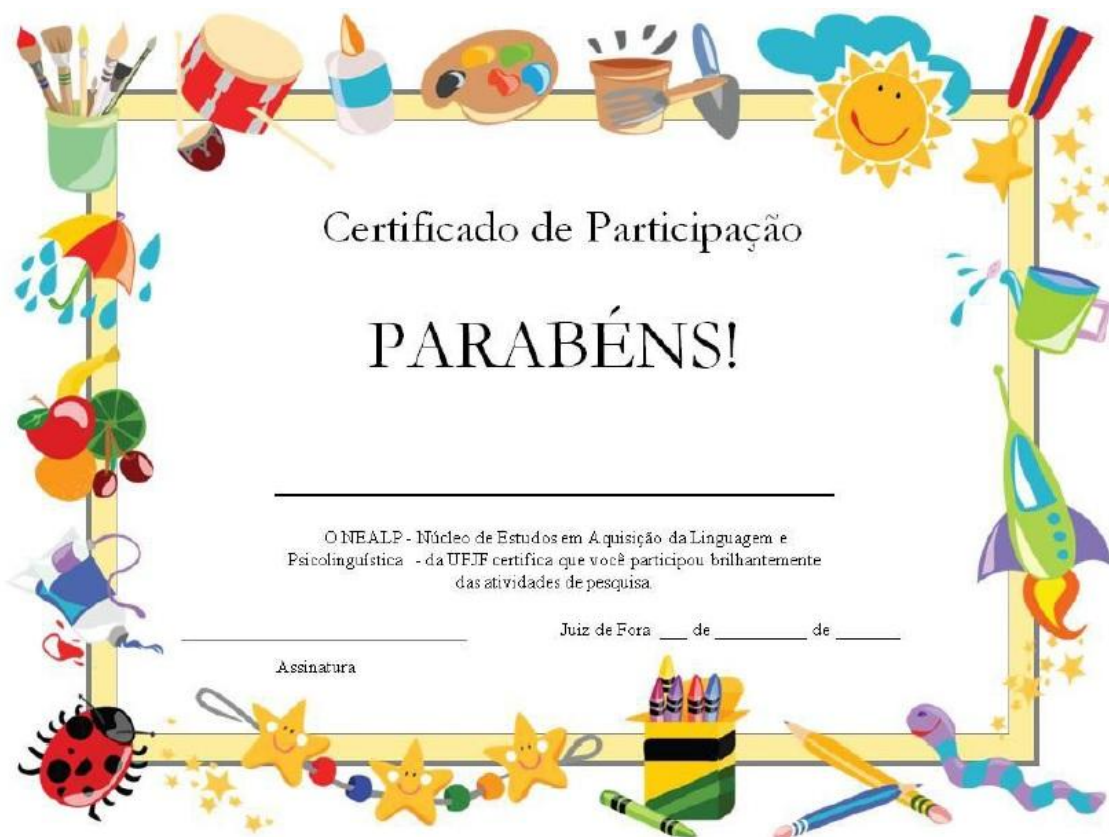 Certificado de Participação
PARABÉNS!
O NEALP - Núcleo de Estudos em Aquisição da Linguagem e
Psicolinguística - da UFJF certifica que você participou brilhantemente
das atividades de pesquisa.
Juiz de Fora ___ de _________ de ______
Assinatura